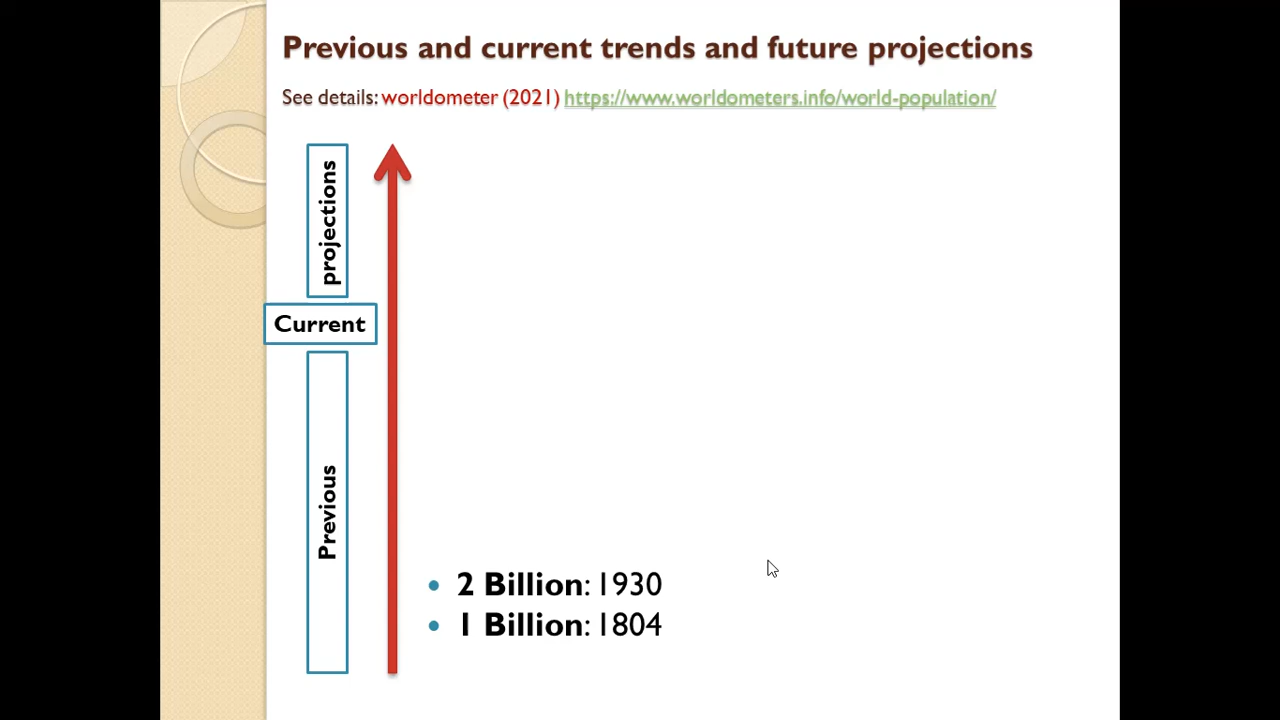 Previous and current trends and future projections
See details: worldometer (2021) https://www.worldometers.info/world-population/
projections
Current
Previous
• 2 Billion: 1930
• 1 Billion: 1804